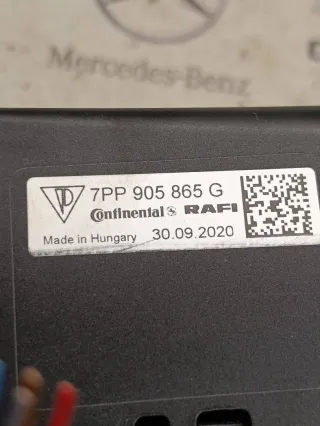 Mercedes-Benz
7PP 905 865 G
Continental RAFI
Made in Hungary 30.09.2020